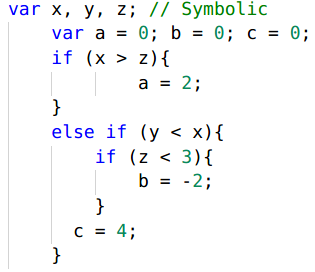 var x, y, z; // Symbolic
var a = 0; b = 0; c = 0;
if (x > z){
a = 2;
}
else if (y < x){
if (z < 3){
b = -2;
}
c = 4;
}